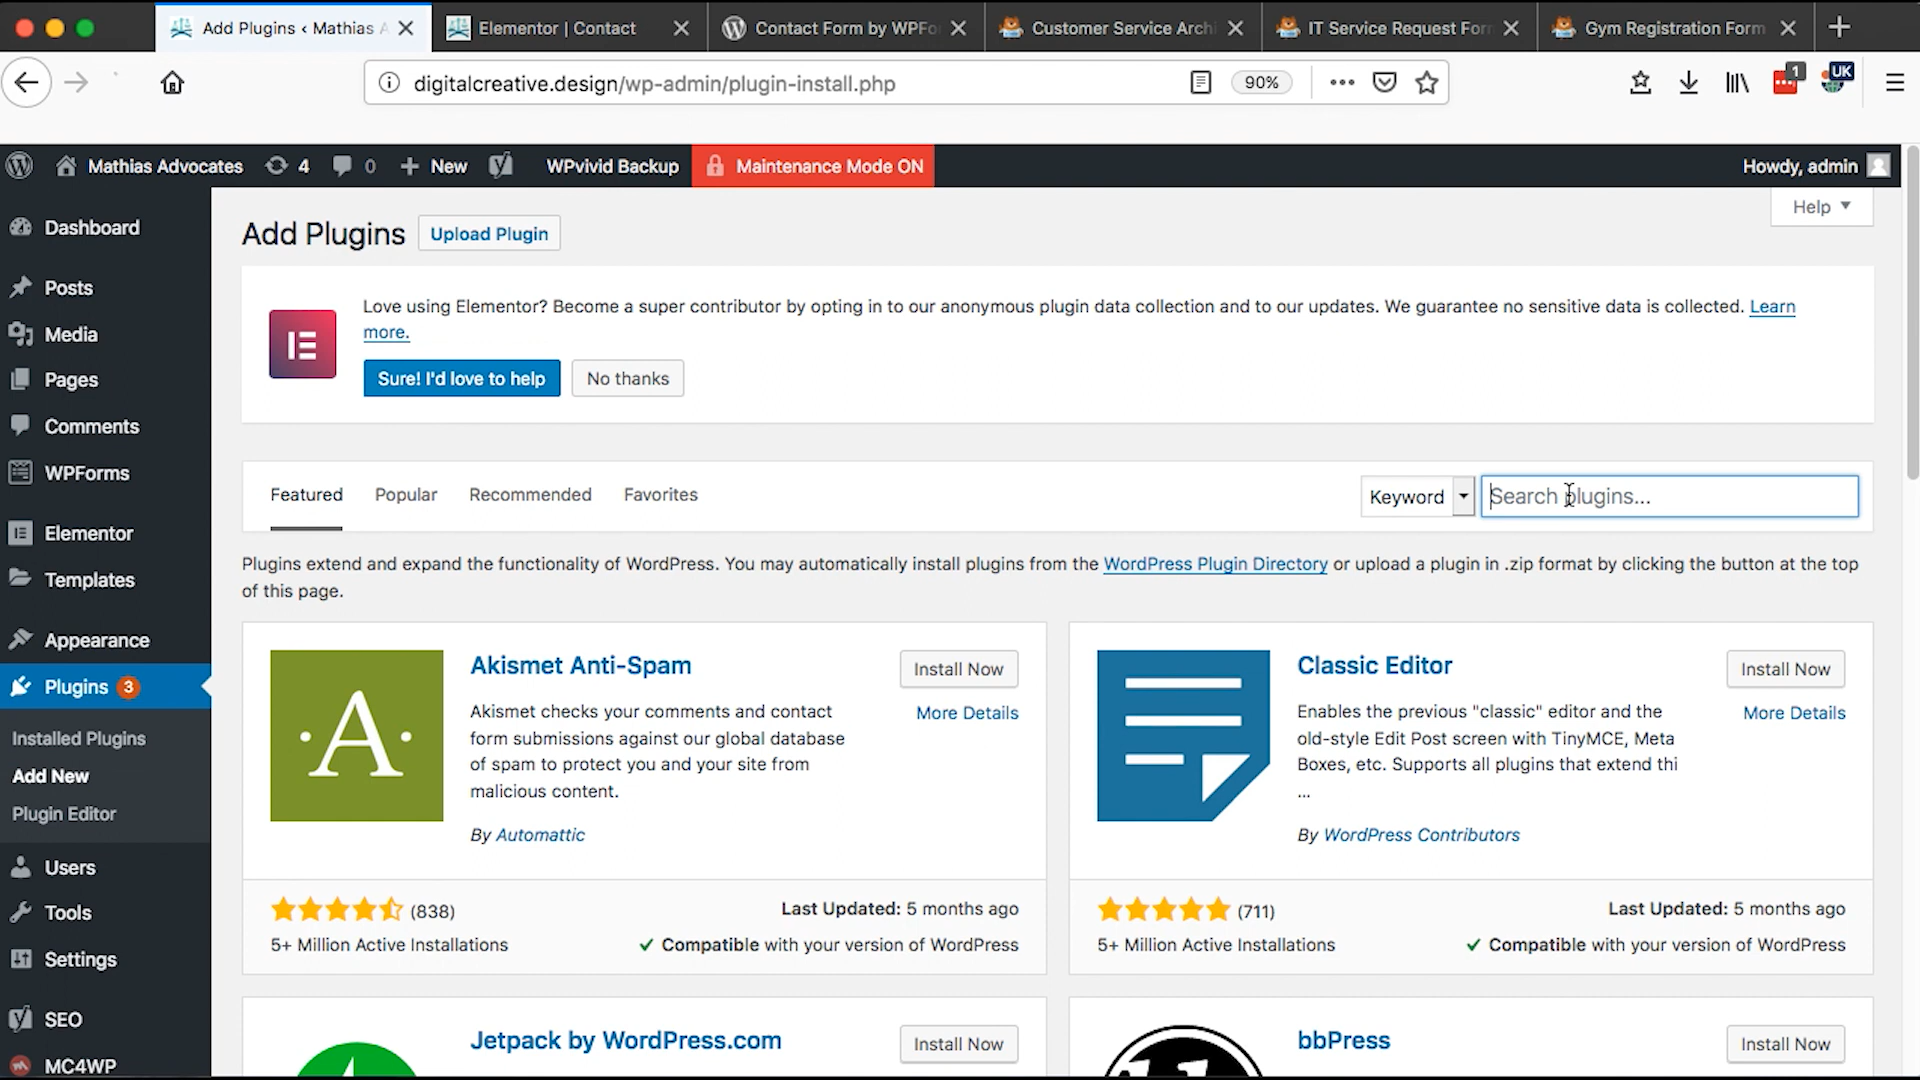 Add Plugins ‹ Mathias A
Elementor | Contact
Contact Form by WPFo
Customer Service Archi
IT Service Request Form
Gym Registration Form
digitalcreative.design/wp-admin/plugin-install.php
90%
1
UK
Mathias Advocates
4
0
New
WPvivid Backup
Maintenance Mode ON
Howdy, admin
Help
Dashboard
Posts
Media
Pages
Comments
WPForms
Elementor
Templates
Appearance
Plugins 3
Installed Plugins
Add New
Plugin Editor
Users
Tools
Settings
SEO
MC4WP
Add Plugins
Upload Plugin
Love using Elementor? Become a super contributor by opting in to our anonymous plugin data collection and to our updates. We guarantee no sensitive data is collected. Learn
more.
Sure! I'd love to help
No thanks
Featured
Popular
Recommended
Favorites
Keyword
Search plugins...
Plugins extend and expand the functionality of WordPress. You may automatically install plugins from the WordPress Plugin Directory or upload a plugin in .zip format by clicking the button at the top
of this page.
A
Akismet Anti-Spam
Install Now
More Details
Akismet checks your comments and contact
form submissions against our global database
of spam to protect you and your site from
malicious content.
By Automattic
(838)
5+ Million Active Installations
Last Updated: 5 months ago
Compatible with your version of WordPress
Classic Editor
Install Now
More Details
Enables the previous "classic" editor and the
old-style Edit Post screen with TinyMCE, Meta
Boxes, etc. Supports all plugins that extend thi
...
By WordPress Contributors
(711)
5+ Million Active Installations
Last Updated: 5 months ago
Compatible with your version of WordPress
Jetpack by WordPress.com
Install Now
bbPress
Install Now